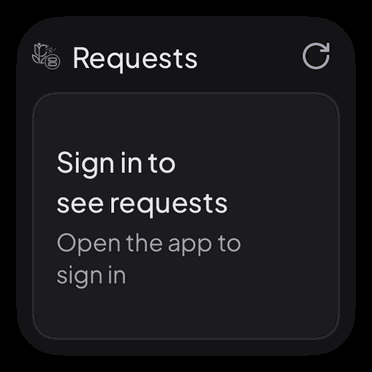 Requests
Sign in to
see requests
Open the app to
sign in